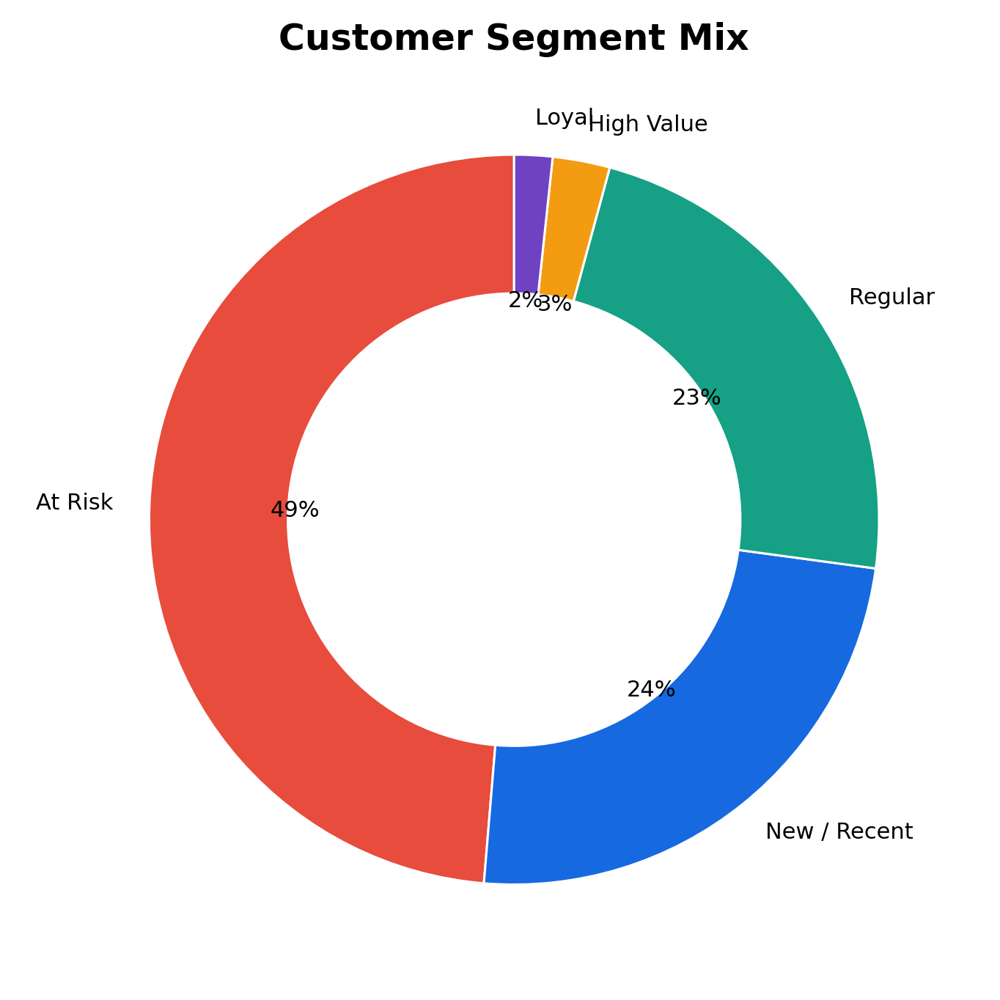 Customer Segment Mix
Loyal
High Value
Regular
2%
3%
23%
At Risk
49%
24%
New / Recent